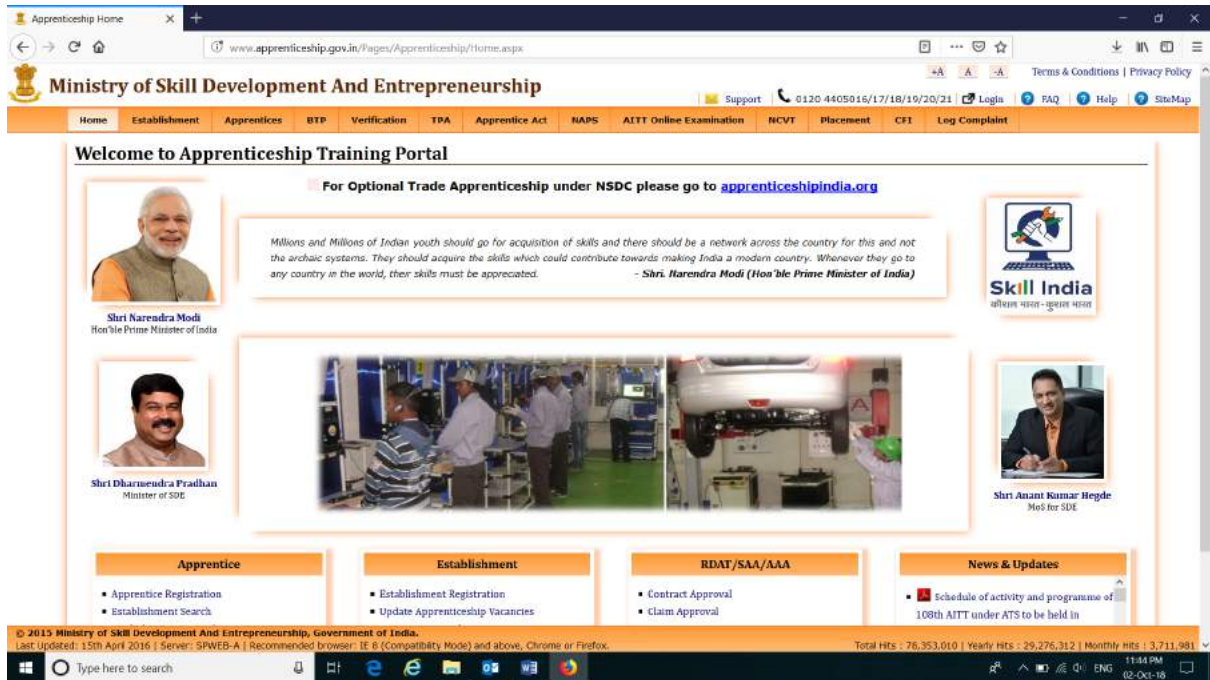 Apprenticeship Home
www.apprenticeship.gov.in/Pages/Apprenticeship/Home.aspx
+A A -A Terms & Conditions | Privacy Policy
Ministry of Skill Development And Entrepreneurship
Support 0120 4405016/17/18/19/20/21 Login FAQ Help SiteMap
Home Establishment Apprentices BTP Verification TPA Apprentice Act NAPS AITT Online Examination NCVT Placement CFI Log Complaint
Welcome to Apprenticeship Training Portal
For Optional Trade Apprenticeship under NSDC please go to apprenticeshipindia.org
Millions and Millions of Indian youth should go for acquisition of skills and there should be a network across the country for this and not
the archaic systems. They should acquire the skills which could contribute towards making India a modern country. Whenever they go to
any country in the world, their skills must be appreciated. - Shri. Narendra Modi (Hon'ble Prime Minister of India)
Skill India
कौशल भारत - कुशल भारत
Shri Narendra Modi
Hon'ble Prime Minister of India
Shri Dharmendra Pradhan
Minister of SDE
Shri Anant Kumar Hegde
MoS for SDE
Apprentice Establishment RDAT/SAA/AAA News & Updates
Apprentice Registration
Establishment Search
Establishment Registration
Update Apprenticeship Vacancies
Contract Approval
Claim Approval
Schedule of activity and programme of
108th AITT under ATS to be held in
© 2015 Ministry of Skill Development And Entrepreneurship, Government of India.
Last Updated: 15th April 2016 | Server: SPWEB-A | Recommended browser: IE 8 (Compatiblity Mode) and above, Chrome or Firefox.
Total Hits : 78,353,010 | Yearly Hits : 29,276,312 | Monthly Hits : 3,711,981
Type here to search
ENG
11:44 PM
02-Oct-18